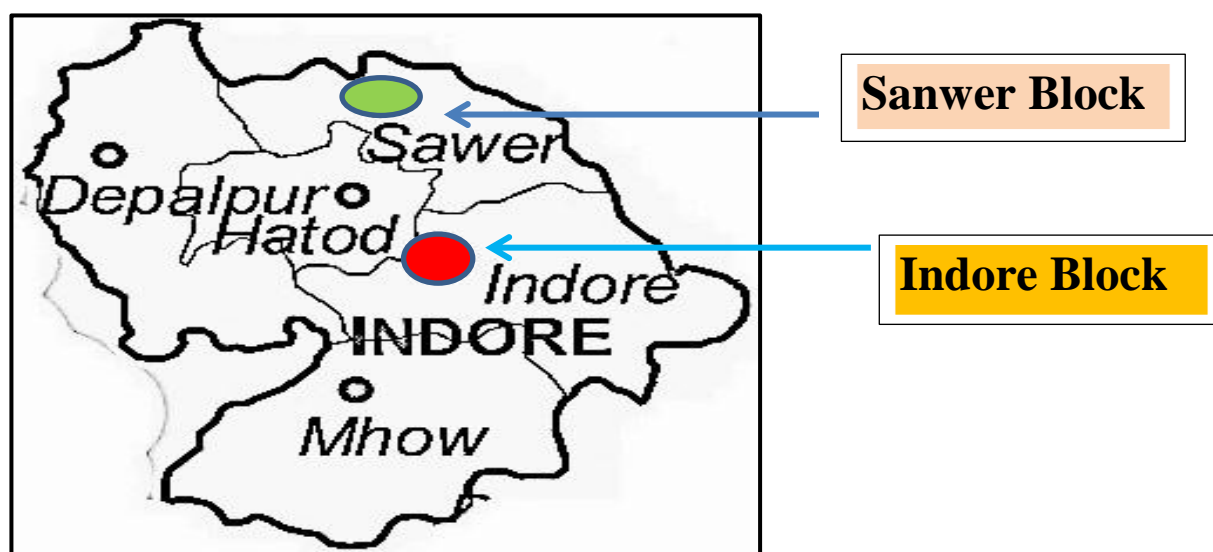 Sanwer Block
Sawer
Depalpur
Hatod
Indore Block
Indore
INDORE
Mhow